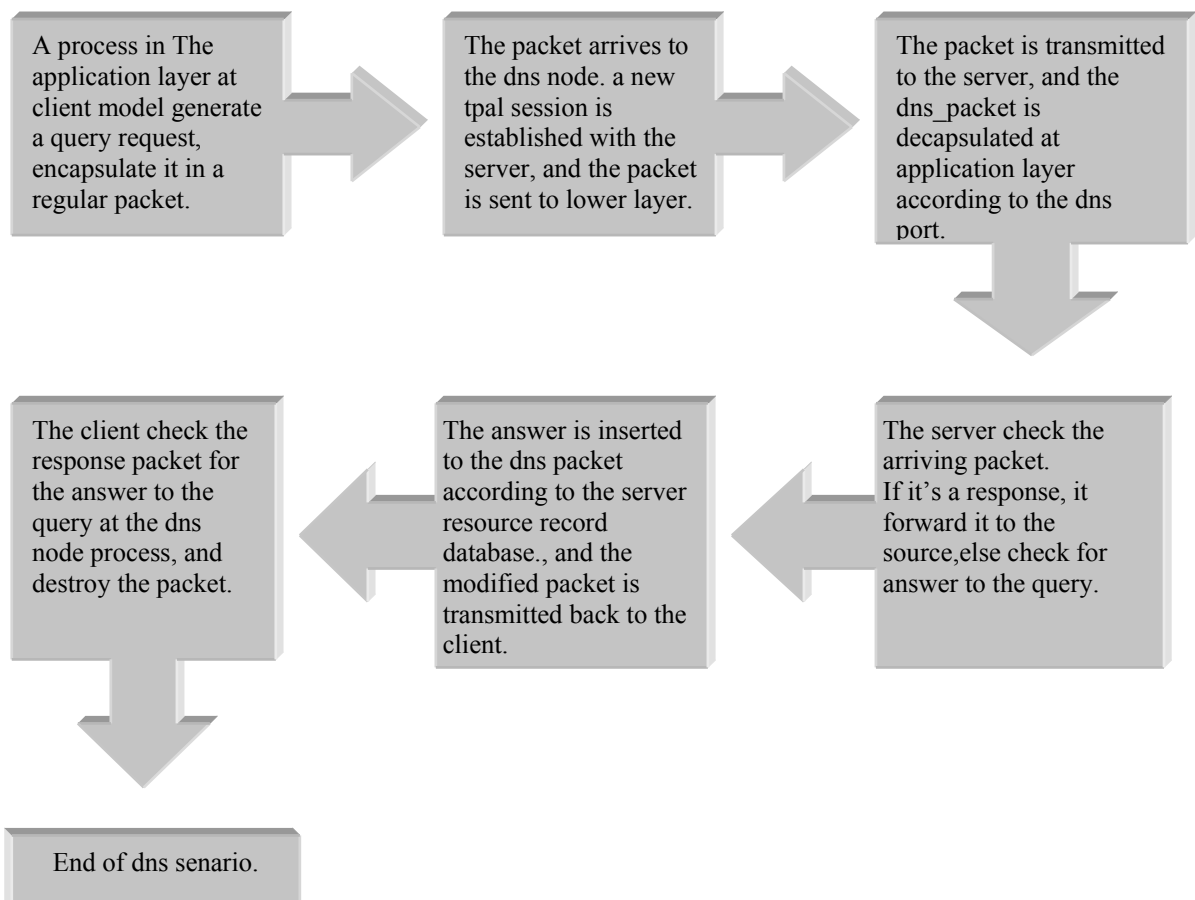 A process in The
application layer at
client model generate
a query request,
encapsulate it in a
regular packet.
The packet arrives to
the dns node. a new
tpal session is
established with the
server, and the packet
is sent to lower layer.
The packet is transmitted
to the server, and the
dns_packet is
decapsulated at
application layer
according to the dns
port.
The server check the
arriving packet.
If it’s a response, it
forward it to the
source,else check for
answer to the query.
The answer is inserted
to the dns packet
according to the server
resource record
database., and the
modified packet is
transmitted back to the
client.
The client check the
response packet for
the answer to the
query at the dns
node process, and
destroy the packet.
End of dns senario.